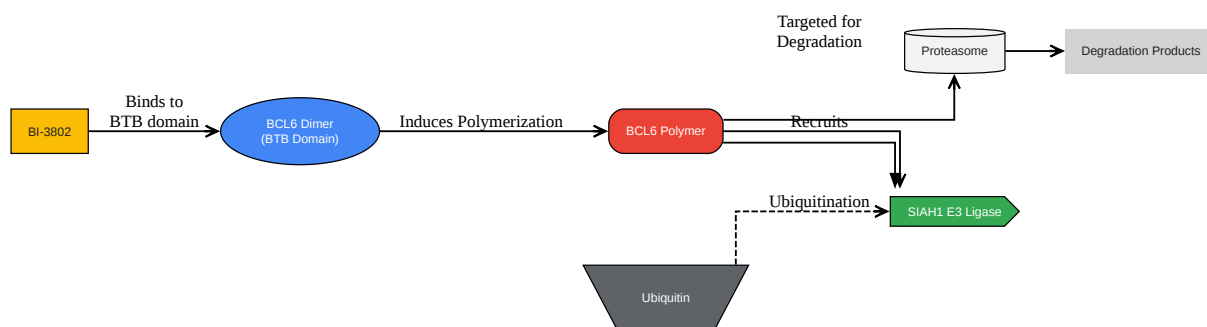 Targeted for
Degradation
Proteasome
Degradation Products
BI-3802
Binds to
BTB domain
BCL6 Dimer
(BTB Domain)
Induces Polymerization
BCL6 Polymer
Recruits
Ubiquitination
SIAH1 E3 Ligase
Ubiquitin